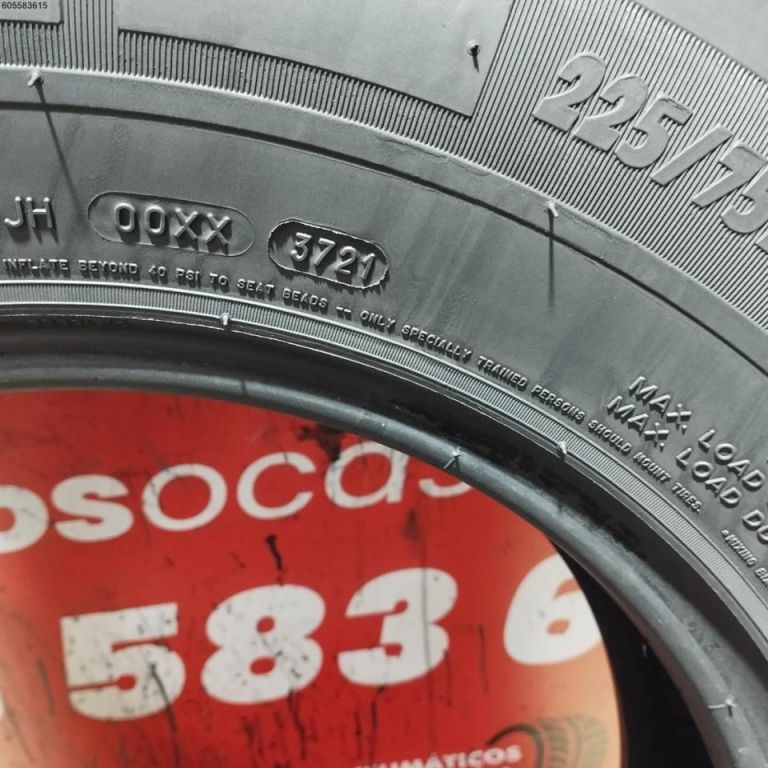 605583615
225/75
JH 00XX 3721
INFLATE BEYOND 40 PSI TO SEAT BEADS — ONLY SPECIALLY TRAINED PERSONS SHOULD MOUNT TIRES.
MAX LOAD
MAX LOAD
osocas
583 6